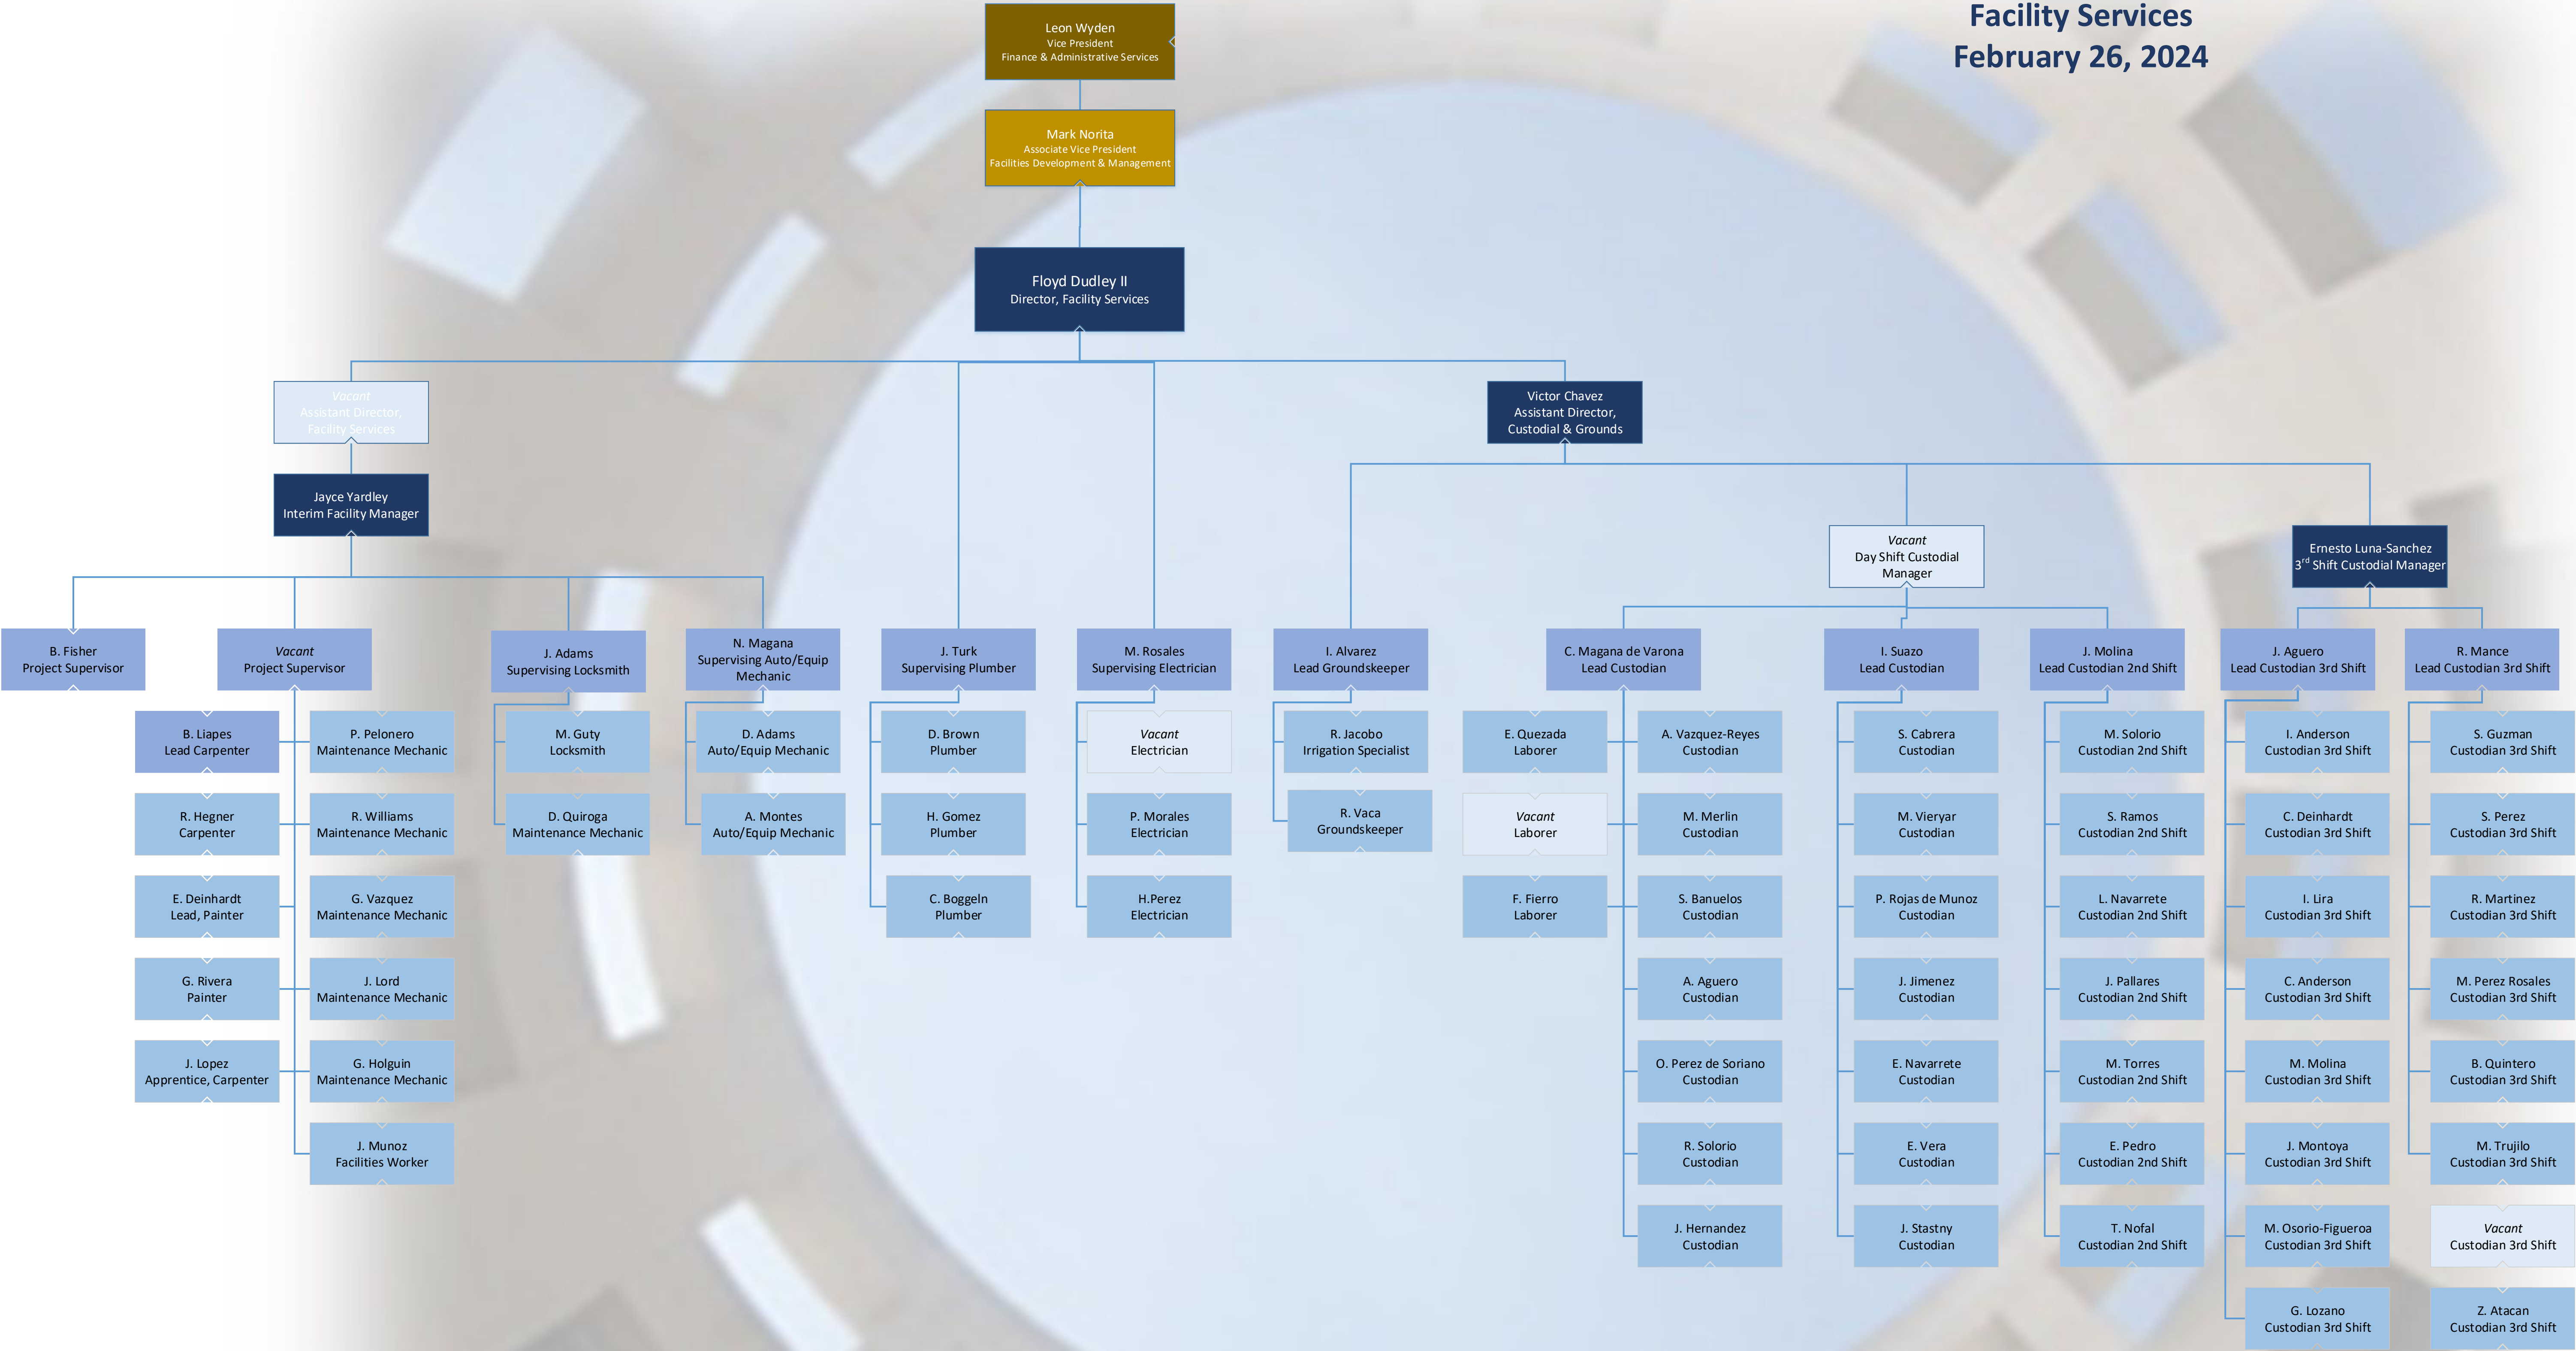 Facility Services
February 26, 2024
Leon Wyden
Vice President
Finance & Administrative Services
Mark Norita
Associate Vice President
Facilities Development & Management
Floyd Dudley II
Director, Facility Services
Vacant
Assistant Director,
Facility Services
Victor Chavez
Assistant Director,
Custodial & Grounds
Jayce Yardley
Interim Facility Manager
Vacant
Day Shift Custodial
Manager
Ernesto Luna-Sanchez
3rd Shift Custodial Manager
B. Fisher
Project Supervisor
Vacant
Project Supervisor
J. Adams
Supervising Locksmith
N. Magana
Supervising Auto/Equip
Mechanic
J. Turk
Supervising Plumber
M. Rosales
Supervising Electrician
I. Alvarez
Lead Groundskeeper
C. Magana de Varona
Lead Custodian
I. Suazo
Lead Custodian
J. Molina
Lead Custodian 2nd Shift
J. Aguero
Lead Custodian 3rd Shift
R. Mance
Lead Custodian 3rd Shift
B. Liapes
Lead Carpenter
P. Pelonero
Maintenance Mechanic
M. Guty
Locksmith
D. Adams
Auto/Equip Mechanic
D. Brown
Plumber
Vacant
Electrician
R. Jacobo
Irrigation Specialist
E. Quezada
Laborer
A. Vazquez-Reyes
Custodian
S. Cabrera
Custodian
M. Solorio
Custodian 2nd Shift
I. Anderson
Custodian 3rd Shift
S. Guzman
Custodian 3rd Shift
R. Hegner
Carpenter
R. Williams
Maintenance Mechanic
D. Quiroga
Maintenance Mechanic
A. Montes
Auto/Equip Mechanic
H. Gomez
Plumber
P. Morales
Electrician
R. Vaca
Groundskeeper
Vacant
Laborer
M. Merlin
Custodian
M. Vieryar
Custodian
S. Ramos
Custodian 2nd Shift
C. Deinhardt
Custodian 3rd Shift
S. Perez
Custodian 3rd Shift
E. Deinhardt
Lead, Painter
G. Vazquez
Maintenance Mechanic
C. Boggeln
Plumber
H.Perez
Electrician
F. Fierro
Laborer
S. Banuelos
Custodian
P. Rojas de Munoz
Custodian
L. Navarrete
Custodian 2nd Shift
I. Lira
Custodian 3rd Shift
R. Martinez
Custodian 3rd Shift
G. Rivera
Painter
J. Lord
Maintenance Mechanic
A. Aguero
Custodian
J. Jimenez
Custodian
J. Pallares
Custodian 2nd Shift
C. Anderson
Custodian 3rd Shift
M. Perez Rosales
Custodian 3rd Shift
J. Lopez
Apprentice, Carpenter
G. Holguin
Maintenance Mechanic
O. Perez de Soriano
Custodian
E. Navarrete
Custodian
M. Torres
Custodian 2nd Shift
M. Molina
Custodian 3rd Shift
B. Quintero
Custodian 3rd Shift
J. Munoz
Facilities Worker
R. Solorio
Custodian
E. Vera
Custodian
E. Pedro
Custodian 2nd Shift
J. Montoya
Custodian 3rd Shift
M. Trujilo
Custodian 3rd Shift
J. Hernandez
Custodian
J. Stastny
Custodian
T. Nofal
Custodian 2nd Shift
M. Osorio-Figueroa
Custodian 3rd Shift
Vacant
Custodian 3rd Shift
G. Lozano
Custodian 3rd Shift
Z. Atacan
Custodian 3rd Shift